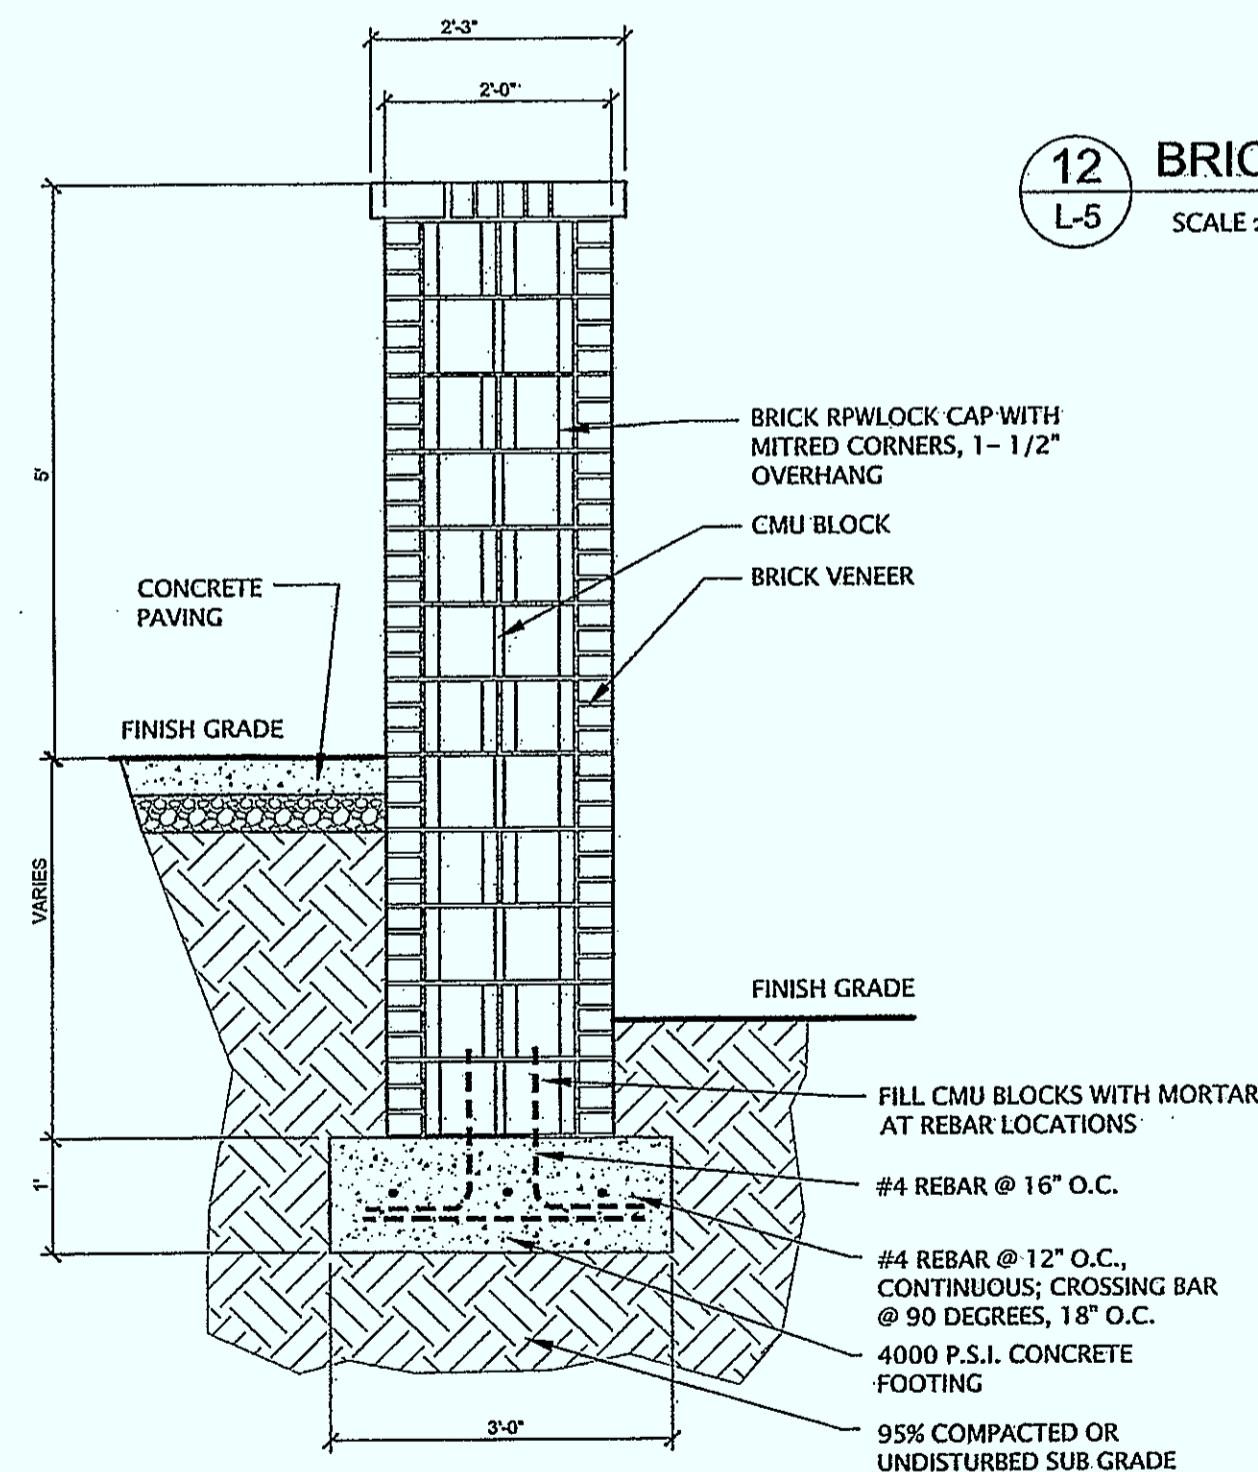 2'-3"
2'-0"
12
L-5
SCALE :
5'
BRICK RPWLOCK CAP WITH
MITRED CORNERS, 1- 1/2"
OVERHANG
CMU BLOCK
BRICK VENEER
CONCRETE
PAVING
FINISH GRADE
VARIES
FINISH GRADE
FILL CMU BLOCKS WITH MORTAR
AT REBAR LOCATIONS
1'
#4 REBAR @ 16" O.C.
#4 REBAR @ 12" O.C.,
CONTINUOUS; CROSSING BAR
@ 90 DEGREES, 18" O.C.
4000 P.S.I. CONCRETE
FOOTING
3'-0"
95% COMPACTED OR
UNDISTURBED SUB GRADE